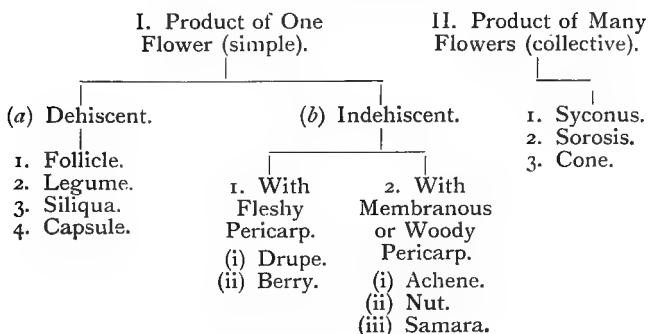 I. Product of One
Flower (simple).
II. Product of Many
Flowers (collective).
(a) Dehiscent.
1. Follicle.
2. Legume.
3. Siliqua.
4. Capsule.
(b) Indehiscent.
1. With
Fleshy
Pericarp.
(i) Drupe.
(ii) Berry.
2. With
Membranous
or Woody
Pericarp.
(i) Achene.
(ii) Nut.
(iii) Samara.
1. Syconus.
2. Sorosis.
3. Cone.